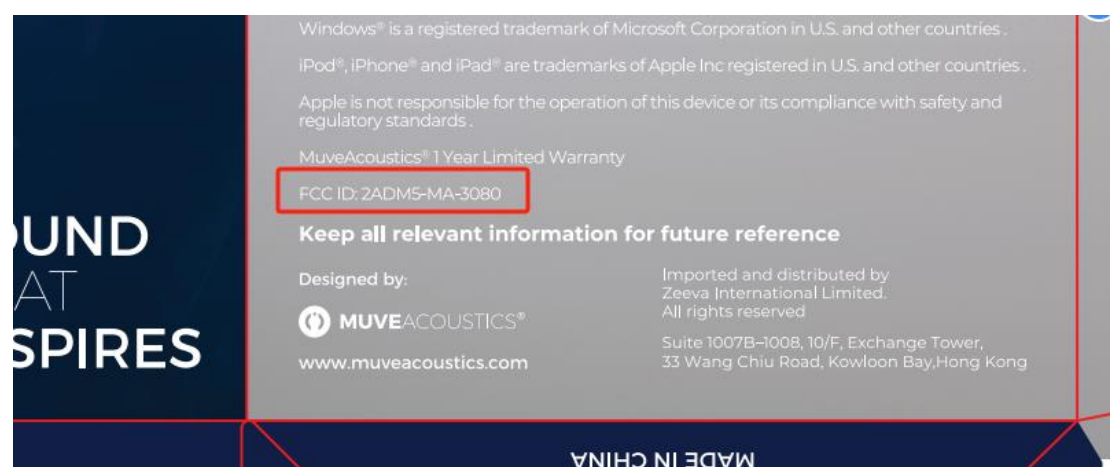 Windows® is a registered trademark of Microsoft Corporation in U.S. and other countries .
iPod®, iPhone® and iPad® are trademarks of Apple Inc registered in U.S. and other countries .
Apple is not responsible for the operation of this device or its compliance with safety and
regulatory standards .
MuveAcoustics® 1 Year Limited Warranty
FCC ID: 2ADM5-MA-3080
Keep all relevant information for future reference
OUND
AT
SPIRES
Designed by:
MUVEACOUSTICS®
www.muveacoustics.com
Imported and distributed by
Zeeva International Limited.
All rights reserved
Suite 1007B–1008, 10/F, Exchange Tower,
33 Wang Chiu Road, Kowloon Bay,Hong Kong
MADE IN CHINA